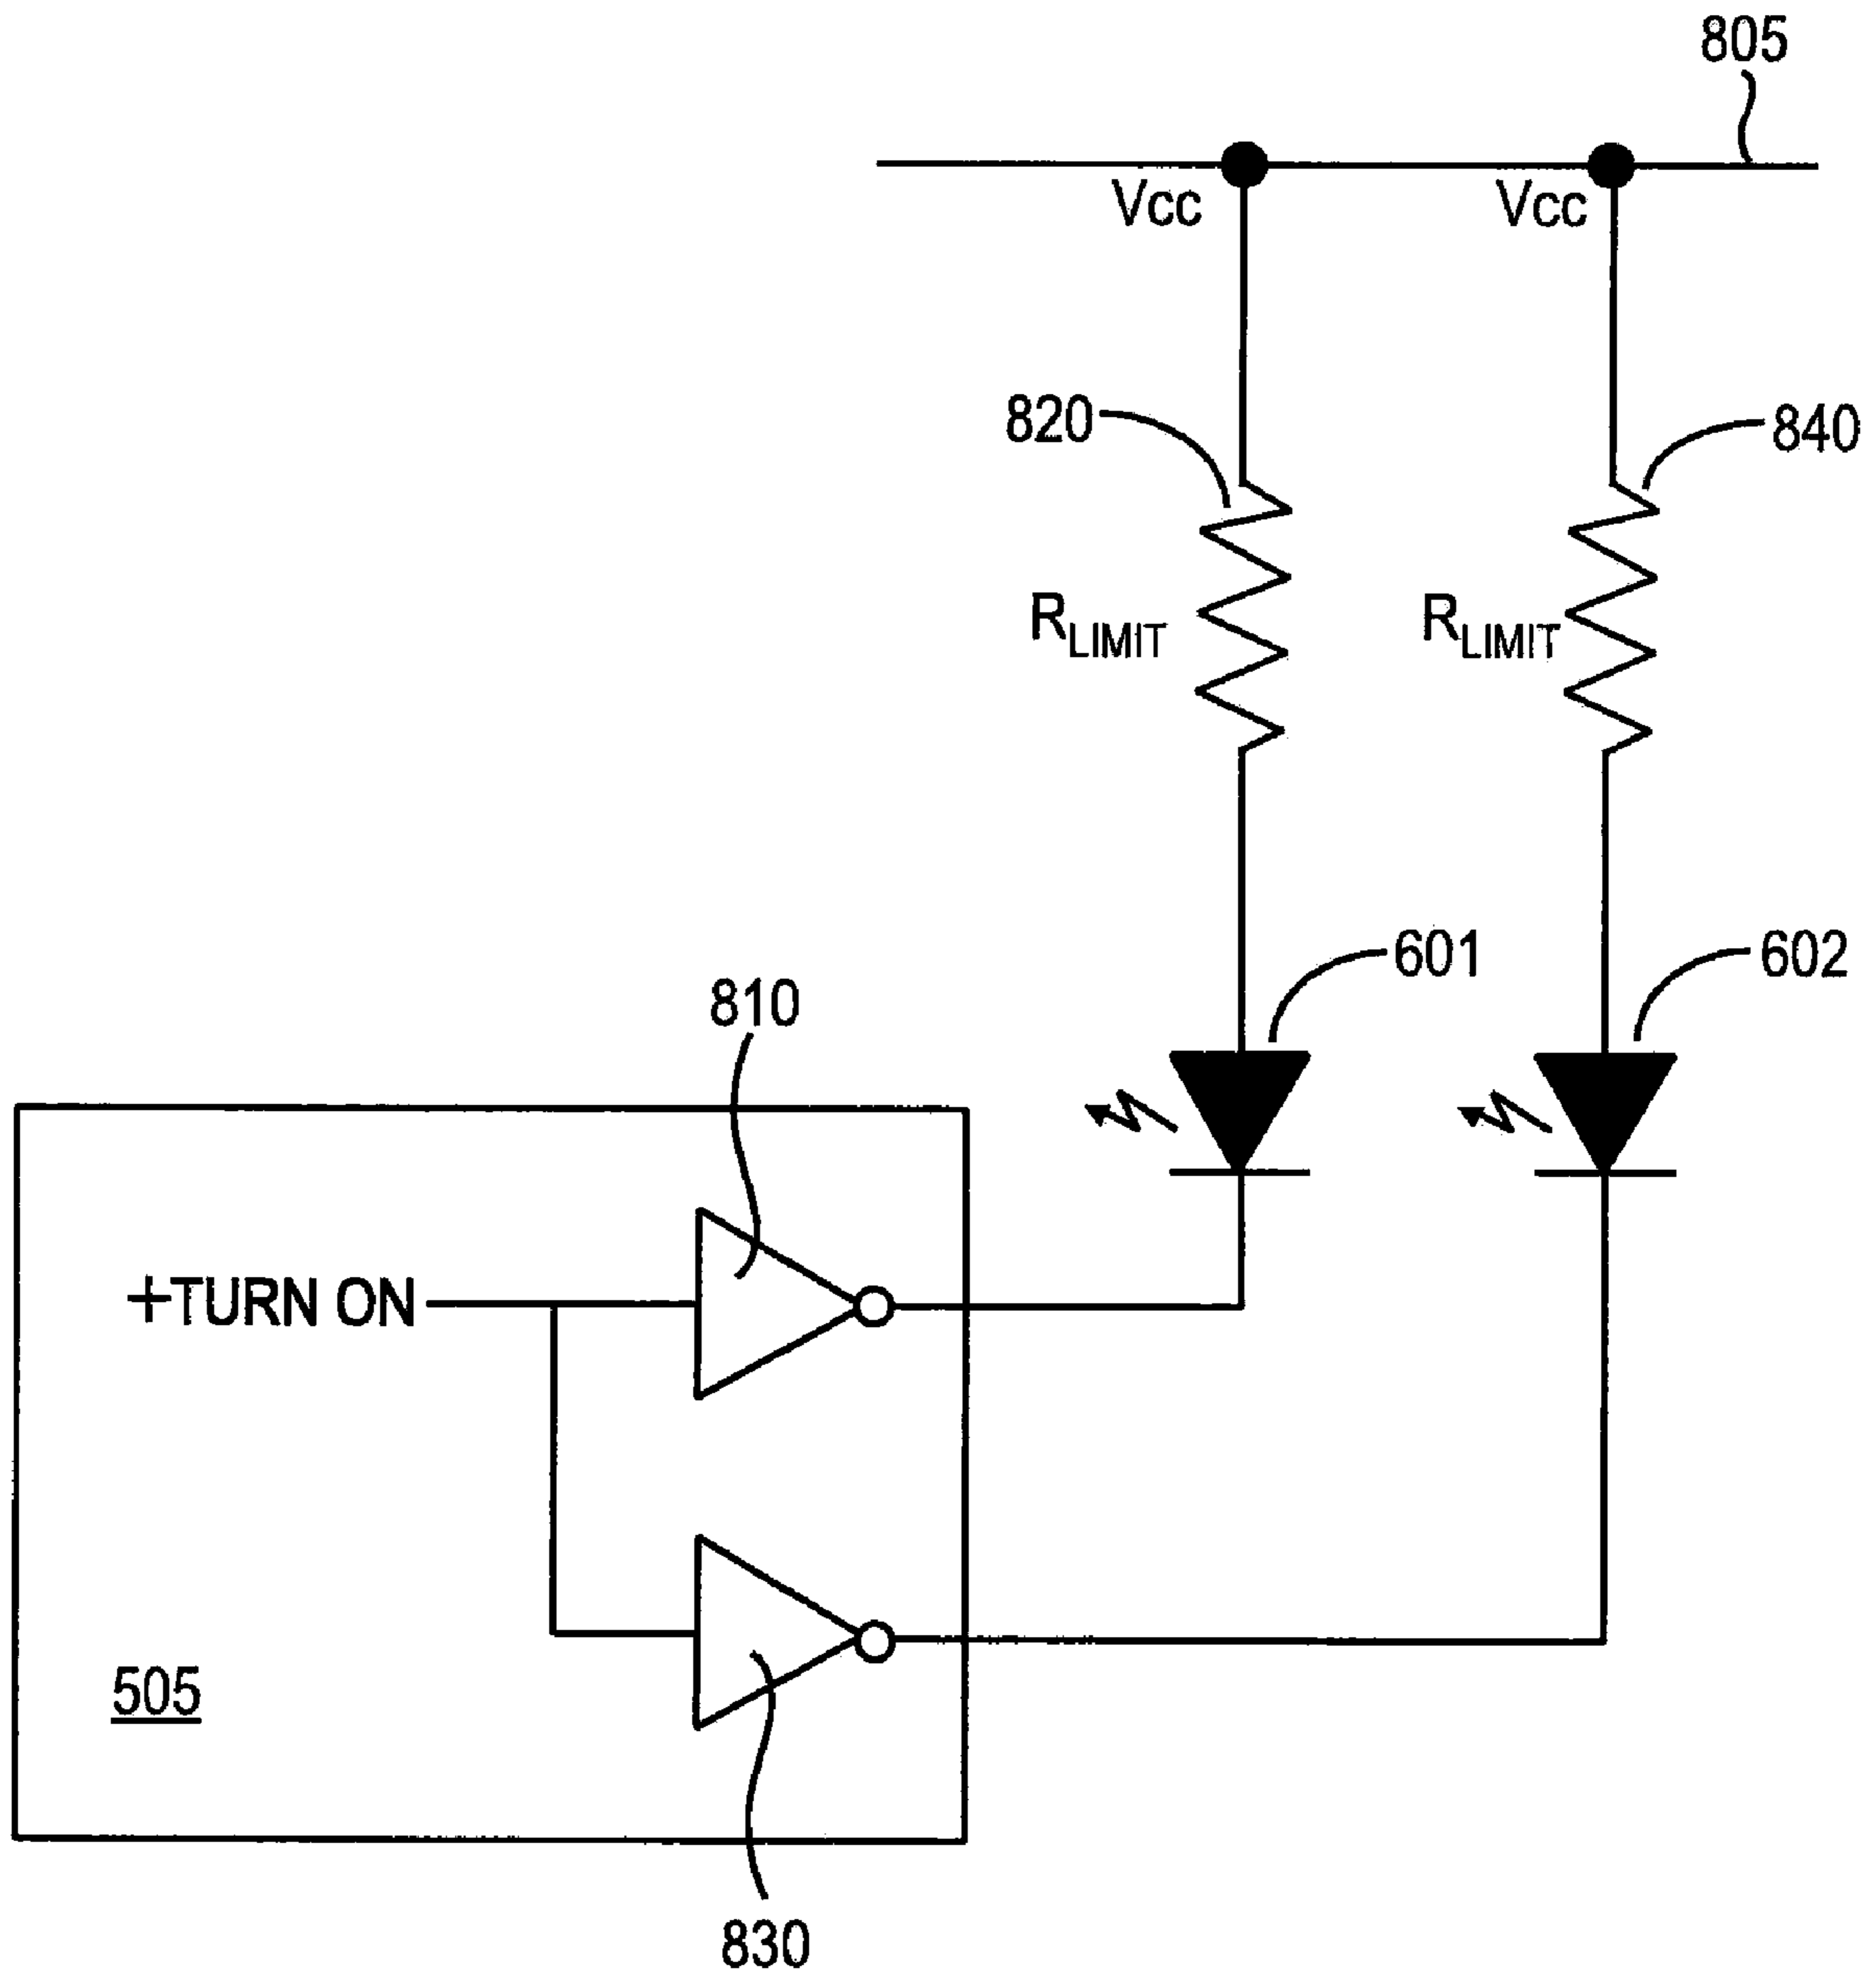 805
Vcc Vcc
820
840
RLIMIT RLIMIT
601
602
810
+TURN ON
505
830